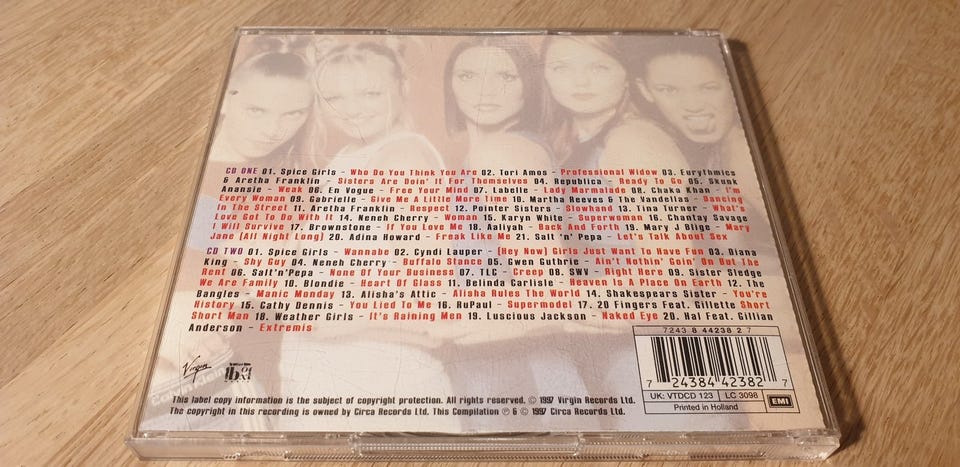 CD ONE 01. Spice Girls - Who Do You Think You Are 02. Tori Amos - Professional Widow 03. Eurythmics
& Aretha Franklin - Sisters Are Doin' It For Themselves 04. Republica - Ready To Go 05. Skunk
Anansie - Weak 06. En Vogue - Free Your Mind 07. Labelle - Lady Marmalade 08. Chaka Khan - I'm
Every Woman 09. Gabrielle - Give Me A Little More Time 10. Martha Reeves & The Vandellas - Dancing
In The Street 11. Aretha Franklin - Respect 12. Pointer Sisters - Slowhand 13. Tina Turner - What's
Love Got To Do With It 14. Neneh Cherry - Woman 15. Karyn White - Superwoman 16. Chantay Savage
I Will Survive 17. Brownstone - If You Love Me 18. Aaliyah - Back And Forth 19. Mary J Blige - Mary
Jane [All Night Long] 20. Adina Howard - Freak Like Me 21. Salt 'n' Pepa - Let's Talk About Sex
CD TWO 01. Spice Girls - Wannabe 02. Cyndi Lauper - [Hey Now] Girls Just Want To Have Fun 03. Diana
King - Shy Guy 04. Neneh Cherry - Buffalo Stance 05. Gwen Guthrie - Ain't Nothin' Goin' On But The
Rent 06. Salt'n'Pepa - None Of Your Business 07. TLC - Creep 08. SWV - Right Here 09. Sister Sledge
We Are Family 10. Blondie - Heart Of Glass 11. Belinda Carlisle - Heaven Is A Place On Earth 12. The
Bangles - Manic Monday 13. Alisha's Attic - Alisha Rules The World 14. Shakespears Sister - You're
History 15. Cathy Dennis - You Lied To Me 16. RuPaul - Supermodel 17. 20 Fingers Feat. Gillette Short
Short Man 18. Weather Girls - It's Raining Men 19. Luscious Jackson - Naked Eye 20. Hal Feat. Gillian
Anderson - Extremis
7243 8 44238 2 7
7 24384 42382 7
UK: VTDCD 123 LC 3098
Printed in Holland
EMI
Virgin
This label copy information is the subject of copyright protection. All rights reserved. © 1997 Virgin Records Ltd.
The copyright in this recording is owned by Circa Records Ltd. This Compilation ℗ & © 1997 Circa Records Ltd.